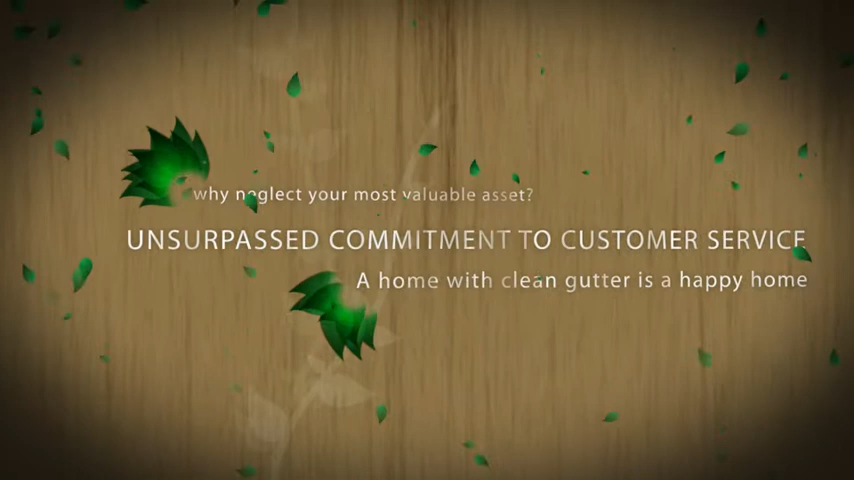 why neglect your most valuable asset?
UNSURPASSED COMMITMENT TO CUSTOMER SERVICE
A home with clean gutter is a happy home